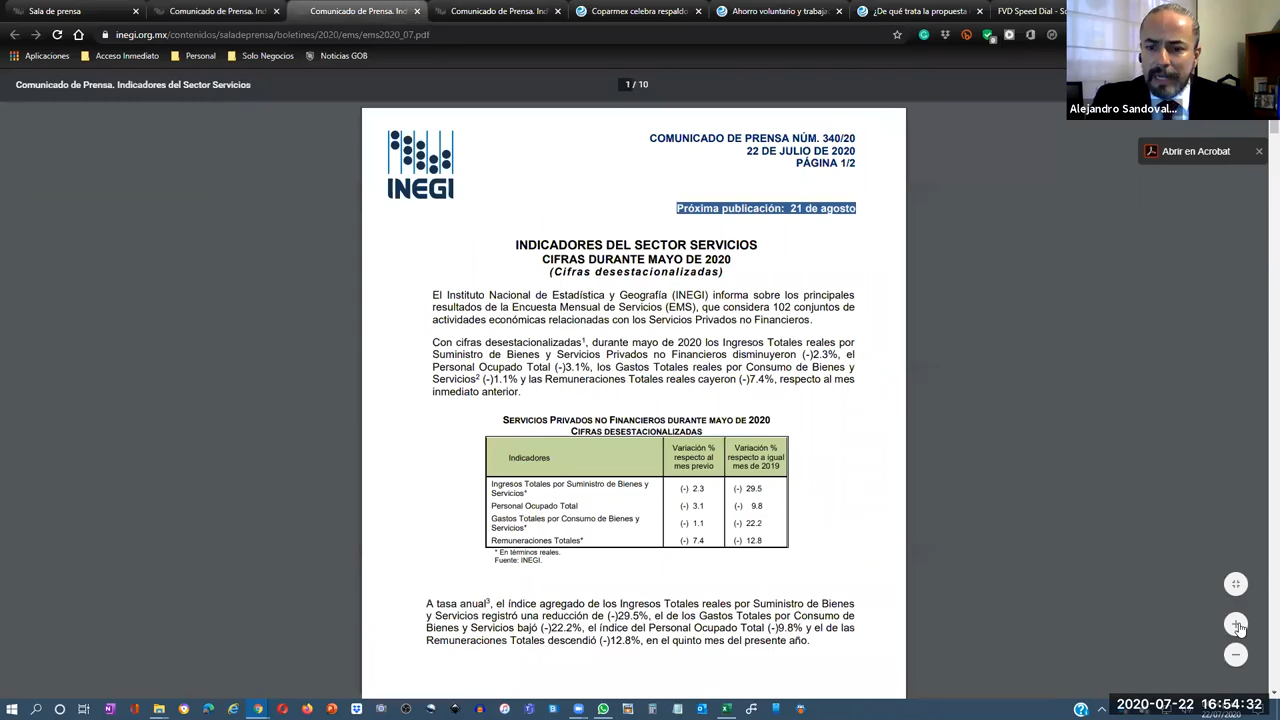 Sala de prensa
Comunicado de Prensa. Ind
Comunicado de Prensa. Ind
Comunicado de Prensa. Ind
Coparmex celebra respaldo
Ahorro voluntario y trabaj
¿De qué trata la propuesta
FVD Speed Dial -
inegi.org.mx/contenidos/saladeprensa/boletines/2020/ems/ems2020_07.pdf
Aplicaciones
Acceso Inmediato
Personal
Solo Negocios
Noticias GOB
Alejandro Sandoval...
Comunicado de Prensa. Indicadores del Sector Servicios
1 / 10
Abrir en Acrobat
INEGI
COMUNICADO DE PRENSA NÚM. 340/20
22 DE JULIO DE 2020
PÁGINA 1/2
Próxima publicación: 21 de agosto
INDICADORES DEL SECTOR SERVICIOS
CIFRAS DURANTE MAYO DE 2020
(Cifras desestacionalizadas)
El Instituto Nacional de Estadística y Geografía (INEGI) informa sobre los principales
resultados de la Encuesta Mensual de Servicios (EMS), que considera 102 conjuntos de
actividades económicas relacionadas con los Servicios Privados no Financieros.
Con cifras desestacionalizadas1, durante mayo de 2020 los Ingresos Totales reales por
Suministro de Bienes y Servicios Privados no Financieros disminuyeron (-)2.3%, el
Personal Ocupado Total (-)3.1%, los Gastos Totales reales por Consumo de Bienes y
Servicios2 (-)1.1% y las Remuneraciones Totales reales cayeron (-)7.4%, respecto al mes
inmediato anterior.
SERVICIOS PRIVADOS NO FINANCIEROS DURANTE MAYO DE 2020
CIFRAS DESESTACIONALIZADAS
Indicadores
Variación %
respecto al
mes previo
Variación %
respecto a igual
mes de 2019
Ingresos Totales por Suministro de Bienes y
Servicios*
(-) 2.3
(-) 29.5
Personal Ocupado Total
(-) 3.1
(-) 9.8
Gastos Totales por Consumo de Bienes y
Servicios*
(-) 1.1
(-) 22.2
Remuneraciones Totales*
(-) 7.4
(-) 12.8
* En términos reales.
Fuente: INEGI.
A tasa anual3, el índice agregado de los Ingresos Totales reales por Suministro de Bienes
y Servicios registró una reducción de (-)29.5%, el de los Gastos Totales por Consumo de
Bienes y Servicios bajó (-)22.2%, el índice del Personal Ocupado Total (-)9.8% y el de las
Remuneraciones Totales descendió (-)12.8%, en el quinto mes del presente año.
2020-07-22 16:54:32
22/07/2020